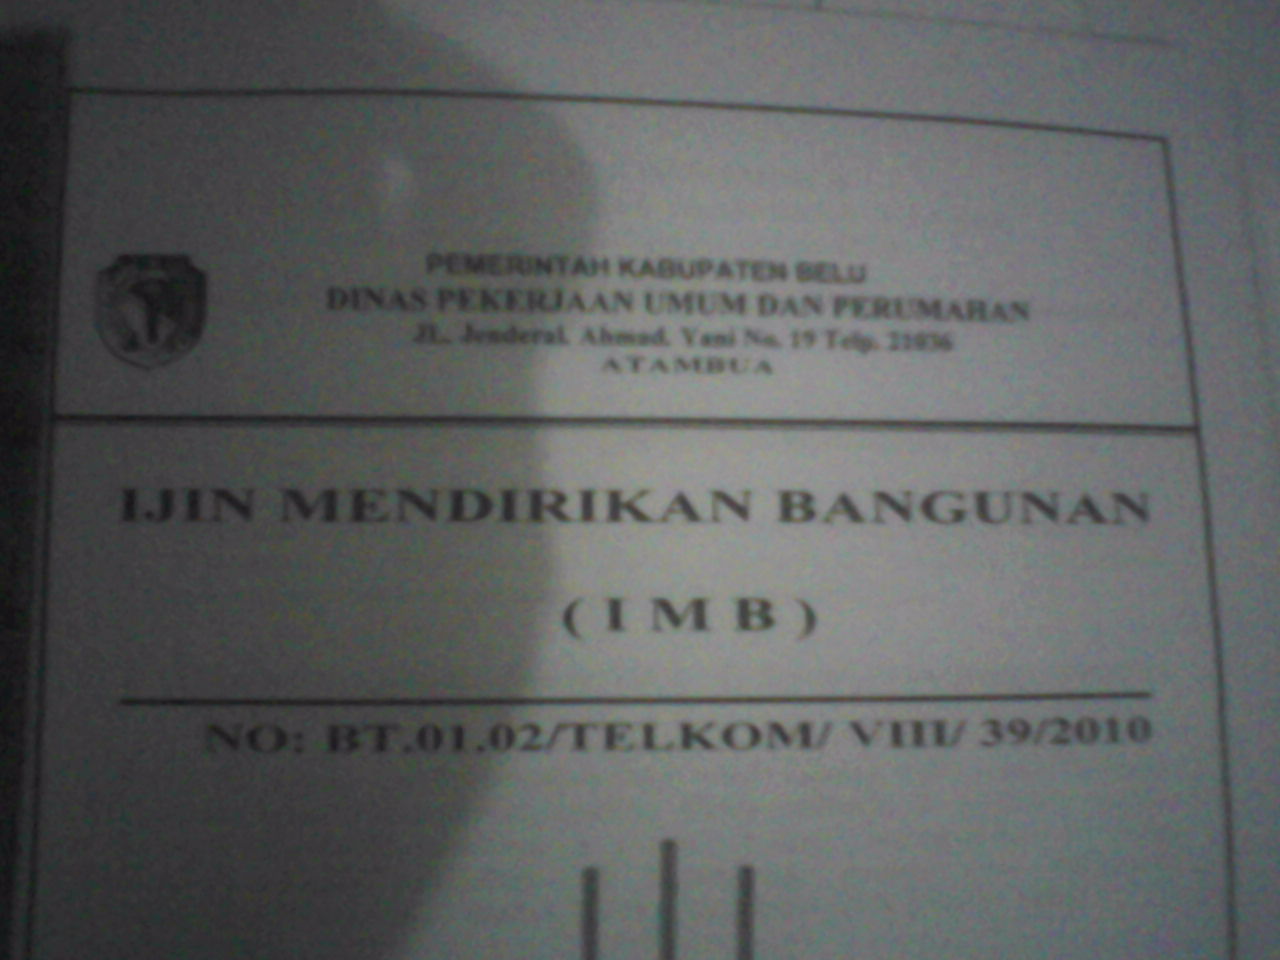 PEMERINTAH KABUPATEN BELU
DINAS PEKERJAAN UMUM DAN PERUMAHAN
JL. Jenderal. Ahmad. Yani No. 19 Telp. 21036
ATAMBUA
IJIN MENDIRIKAN BANGUNAN
( I M B )
NO: BT.01.02/TELKOM/ VIII/ 39/2010